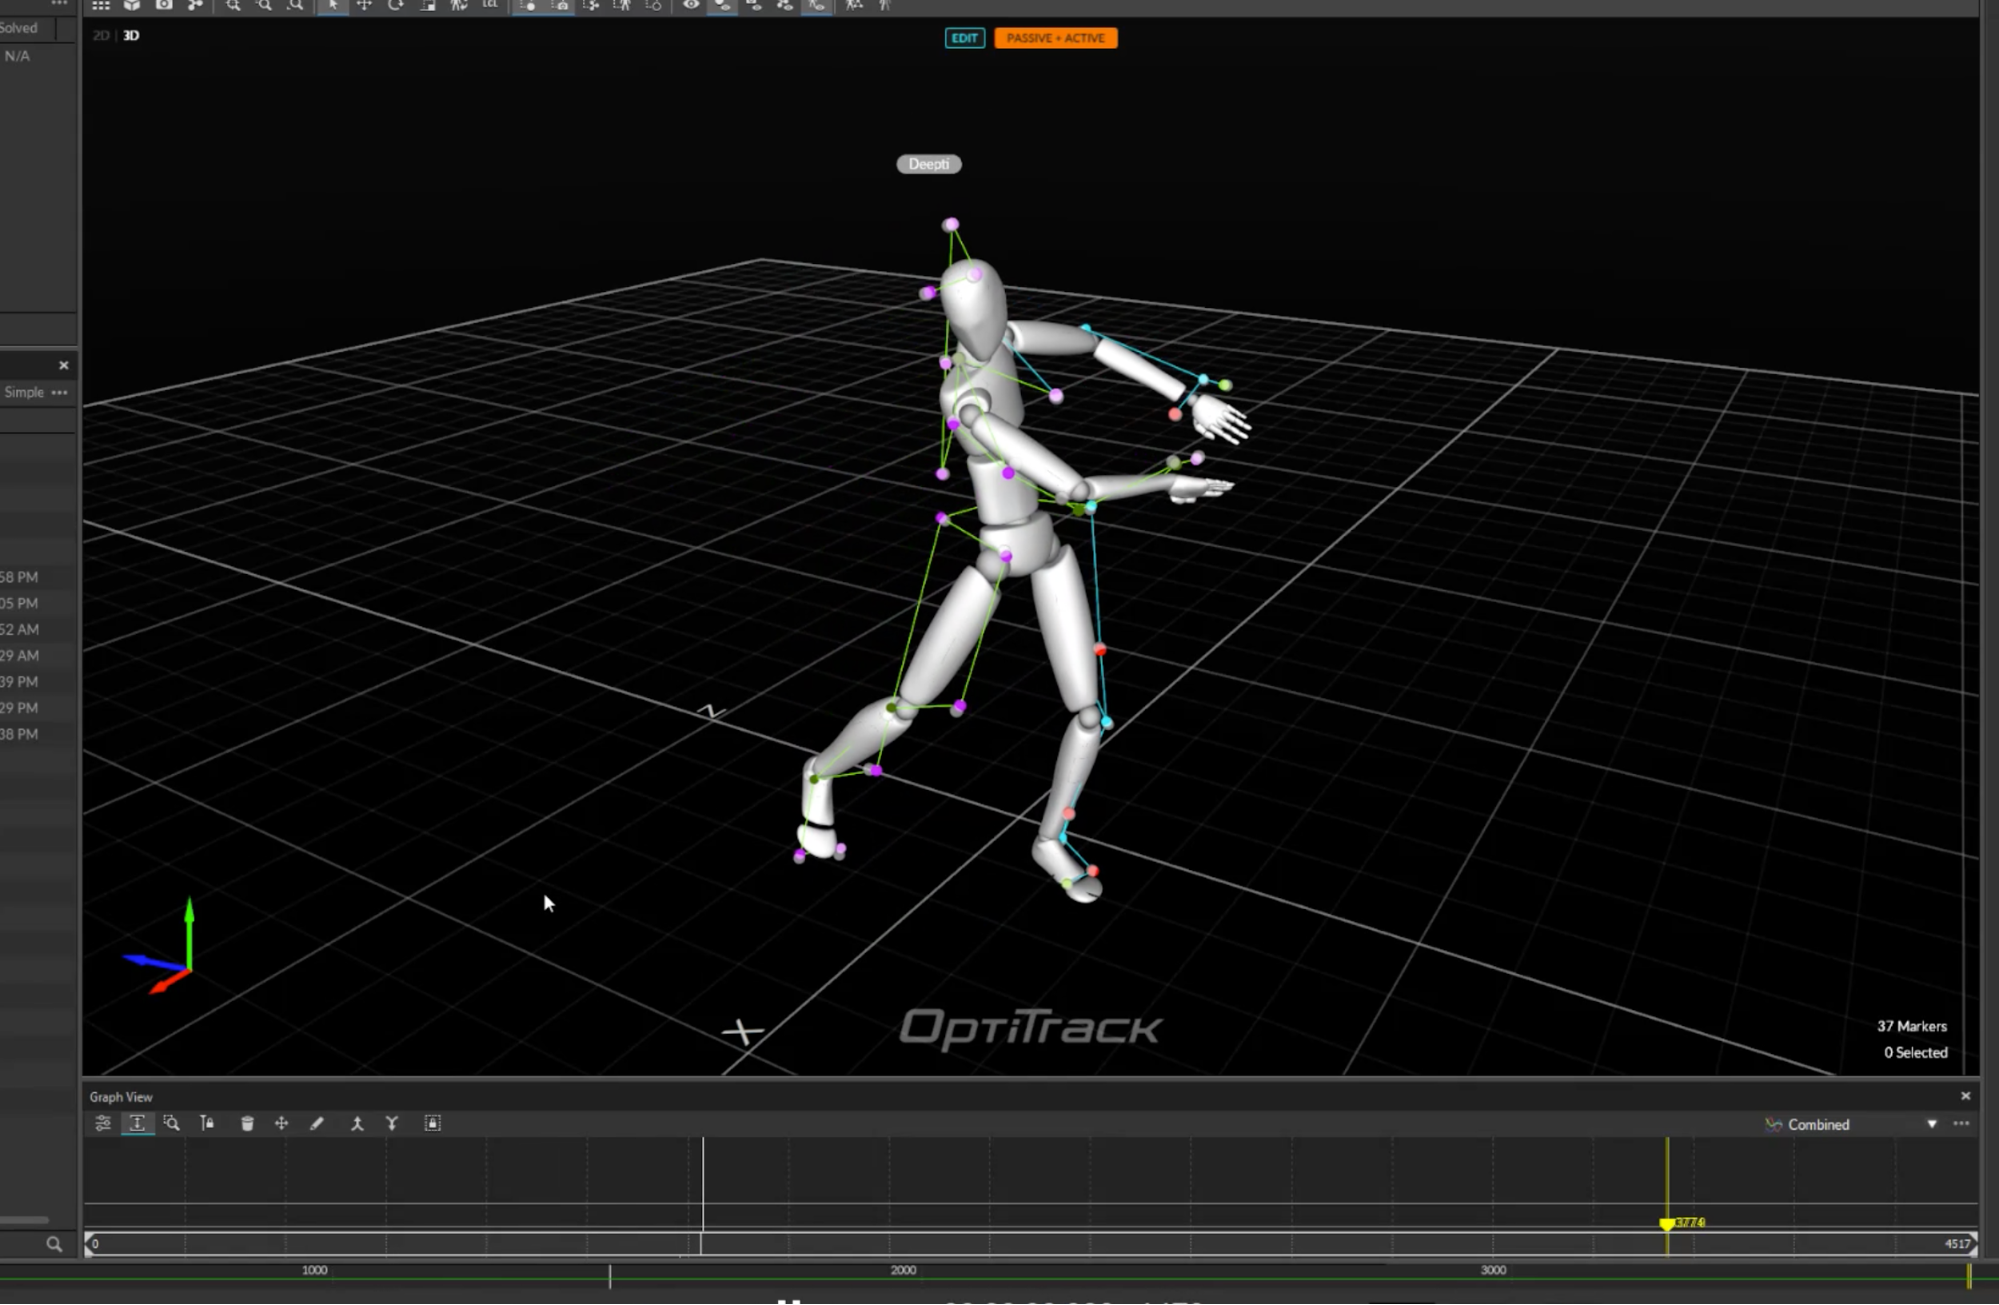 Solved
LCL
2D | 3D
EDIT
PASSIVE + ACTIVE
N/A
Deepti
Simple
58 PM
05 PM
52 AM
29 AM
39 PM
29 PM
38 PM
Z
X
OPTITRACK
37 Markers
0 Selected
Graph View
Combined
0
4517
1000
2000
3000